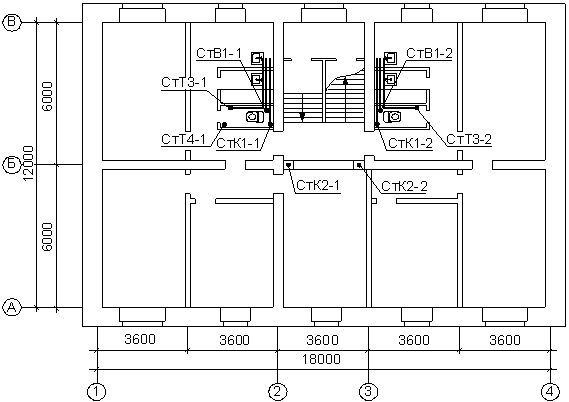 В
СтВ1-1
СтВ1-2
СтТ3-1
6000
СтТ4-1
СтК1-1
СтК1-2
СтТ3-2
Б
12000
СтК2-1
СтК2-2
6000
А
3600
3600
3600
3600
3600
18000
1
2
3
4